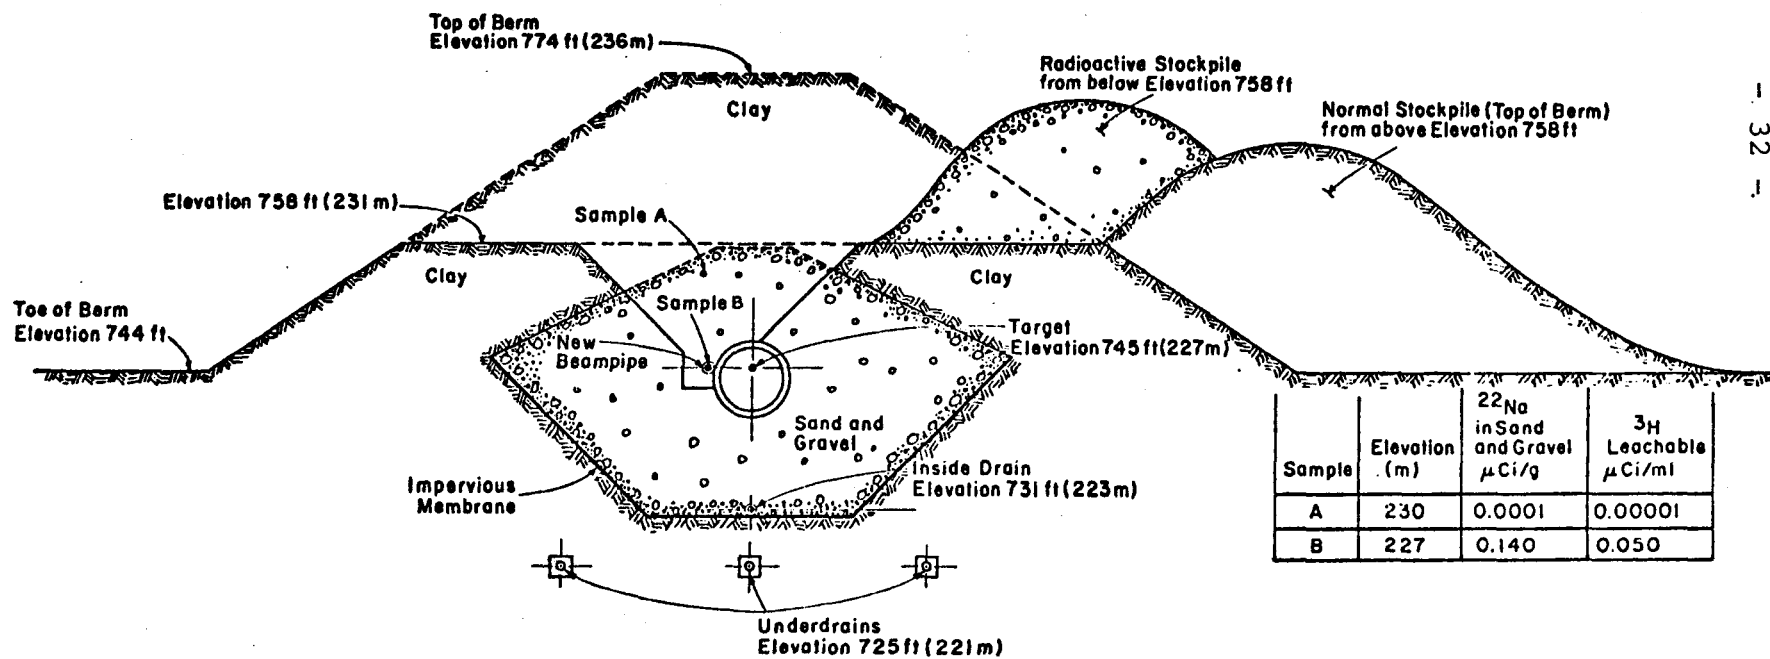 Top of Berm
Elevation 774 ft (236m)
Clay
Radioactive Stockpile
from below Elevation 758 ft
Normal Stockpile (Top of Berm)
from above Elevation 758 ft
- 32 -
Elevation 758 ft (231 m)
Sample A
Clay
Clay
Sample B
Toe of Berm
Elevation 744 ft
New
Beampipe
Target
Elevation 745 ft (227m)
Sand and
Gravel
Inside Drain
Elevation 731 ft (223m)
Impervious
Membrane
Underdrains
Elevation 725 ft (221 m)
Sample
Elevation
(m)
22Na
in Sand
and Gravel
μCi/g
3H
Leachable
μCi/ml
A 230 0.0001 0.00001
B 227 0.140 0.050